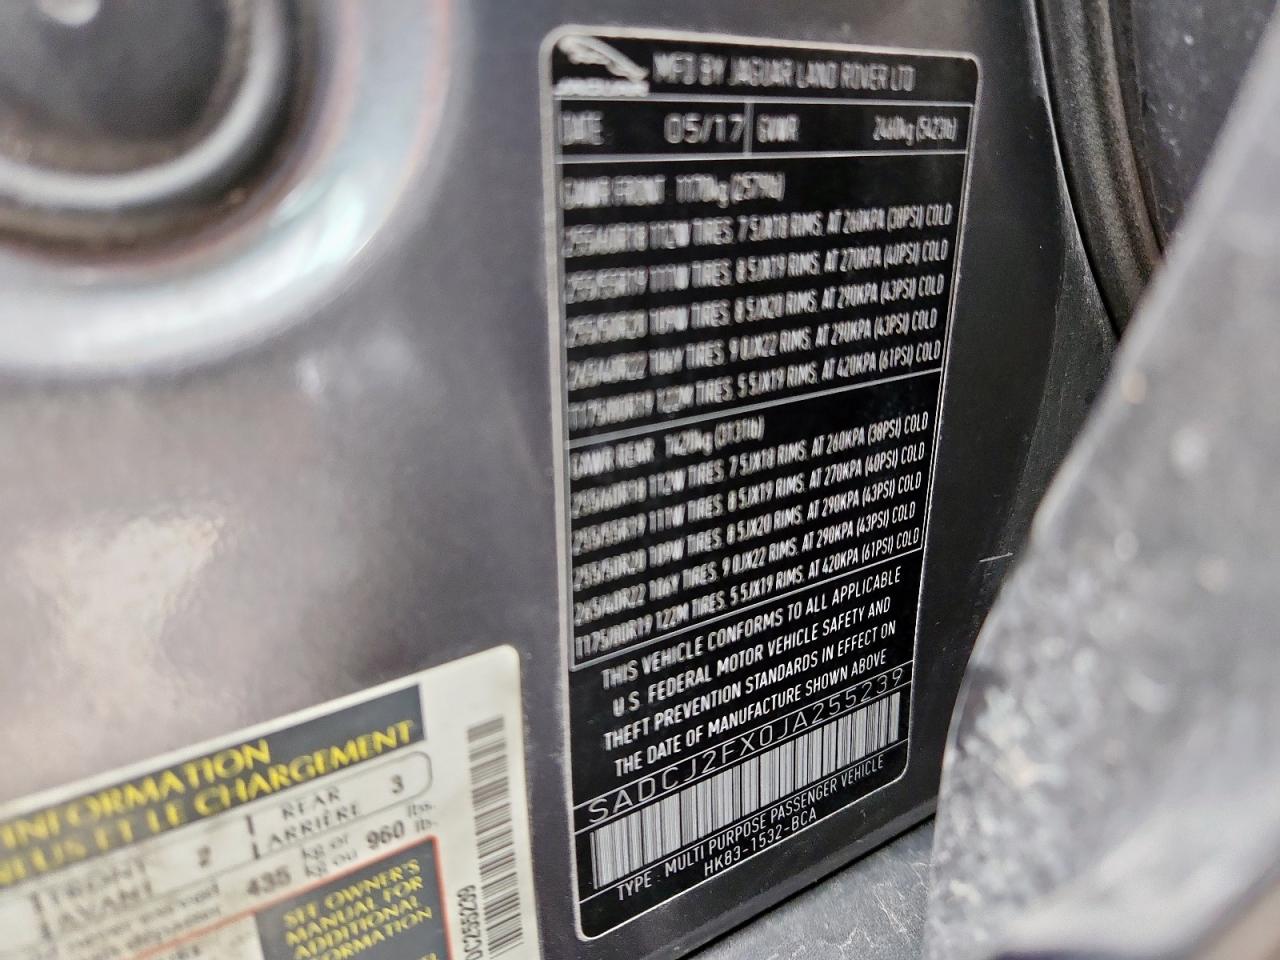 JAGUAR
MFD BY JAGUAR LAND ROVER LTD
DATE 05/17 GVWR 2460kg (5423lb)
GAWR FRONT 1170kg (2579lb)
255/60R18 112W TIRES, 7.5JX18 RIMS, AT 260KPA (38PSI) COLD
255/55R19 111W TIRES, 8.5JX19 RIMS, AT 270KPA (40PSI) COLD
255/50R20 109W TIRES, 8.5JX20 RIMS, AT 290KPA (43PSI) COLD
265/40R22 106Y TIRES, 9.0JX22 RIMS, AT 290KPA (43PSI) COLD
T175/80R19 122M TIRES, 5.5JX19 RIMS, AT 420KPA (61PSI) COLD
GAWR REAR 1420kg (3131lb)
255/60R18 112W TIRES, 7.5JX18 RIMS, AT 260KPA (38PSI) COLD
255/55R19 111W TIRES, 8.5JX19 RIMS, AT 270KPA (40PSI) COLD
255/50R20 109W TIRES, 8.5JX20 RIMS, AT 290KPA (43PSI) COLD
265/40R22 106Y TIRES, 9.0JX22 RIMS, AT 290KPA (43PSI) COLD
T175/80R19 122M TIRES, 5.5JX19 RIMS, AT 420KPA (61PSI) COLD
THIS VEHICLE CONFORMS TO ALL APPLICABLE
U.S. FEDERAL MOTOR VEHICLE SAFETY AND
THEFT PREVENTION STANDARDS IN EFFECT ON
THE DATE OF MANUFACTURE SHOWN ABOVE
SADCJ2FX0JA255239
TYPE : MULTI PURPOSE PASSENGER VEHICLE
HK83-1532-BCA
INFORMATION
ET LE CHARGEMENT
FRONT
AVANT 2 REAR
ARRIÈRE 3
435 kg or
kg ou 960 lbs.
lb.
SEE OWNER'S
MANUAL FOR
ADDITIONAL
INFORMATION